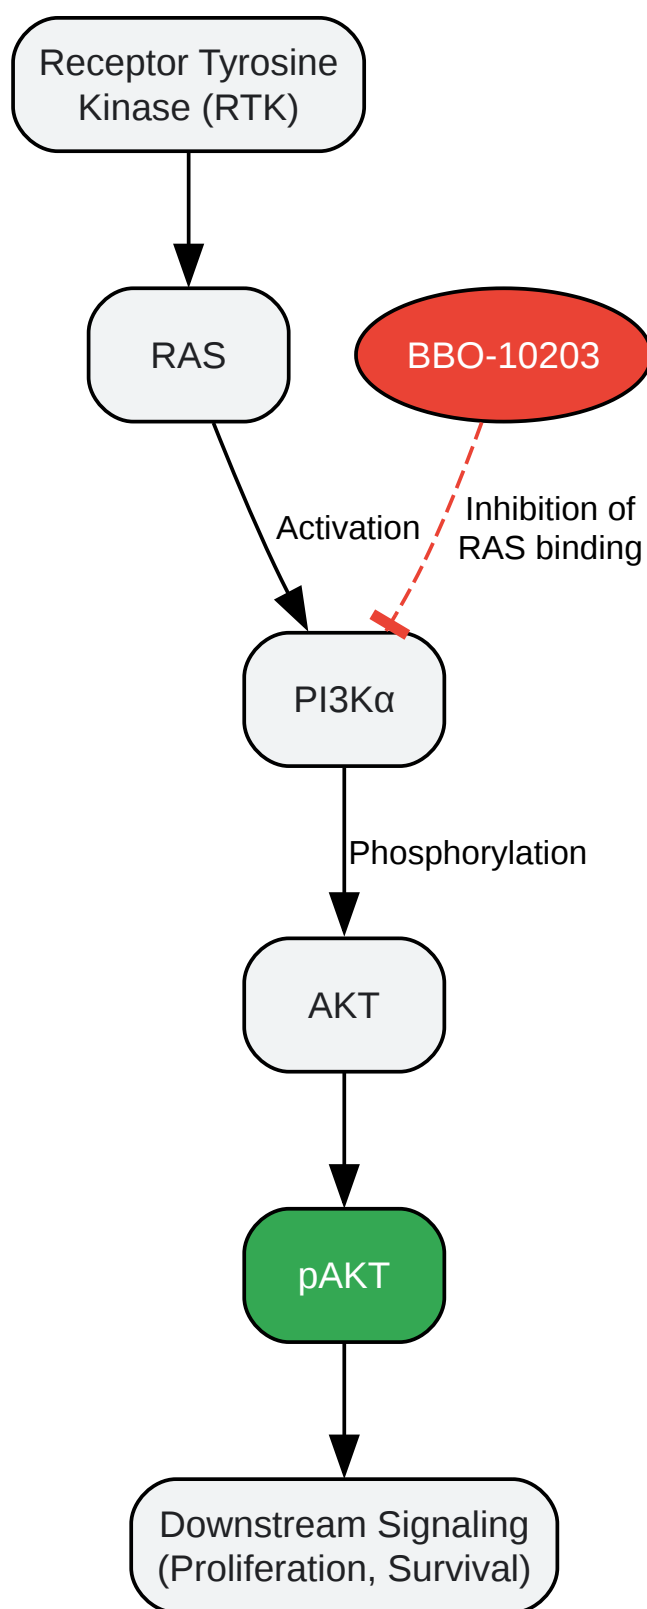 Receptor Tyrosine
Kinase (RTK)
RAS
BBO-10203
Activation
Inhibition of
RAS binding
PI3Kα
Phosphorylation
AKT
pAKT
Downstream Signaling
(Proliferation, Survival)